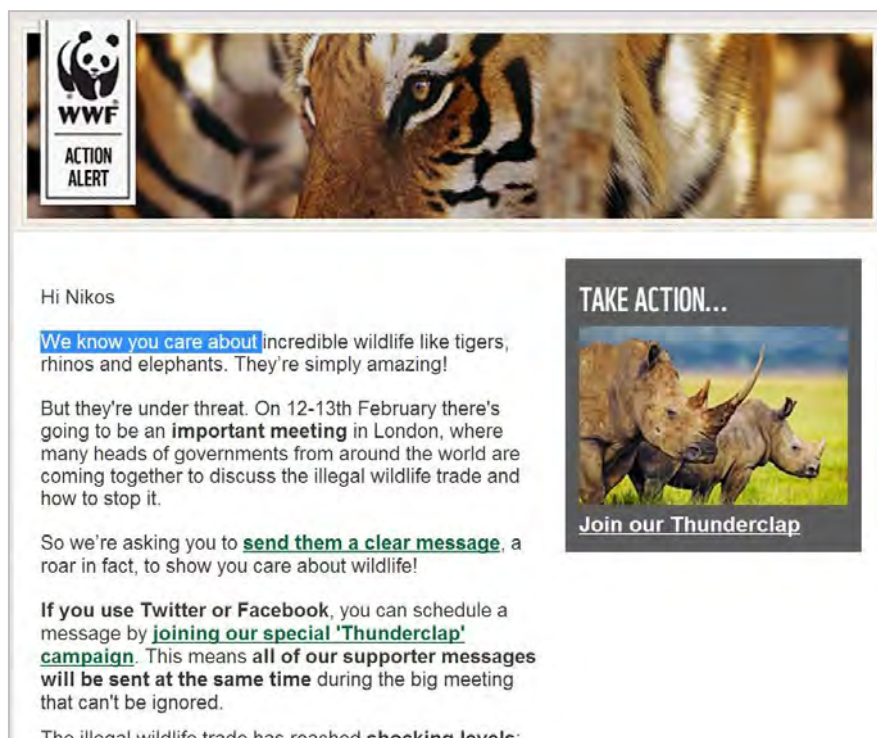 WWF
ACTION
ALERT
Hi Nikos
We know you care about incredible wildlife like tigers,
rhinos and elephants. They're simply amazing!
But they're under threat. On 12-13th February there's
going to be an important meeting in London, where
many heads of governments from around the world are
coming together to discuss the illegal wildlife trade and
how to stop it.
So we're asking you to send them a clear message, a
roar in fact, to show you care about wildlife!
If you use Twitter or Facebook, you can schedule a
message by joining our special 'Thunderclap'
campaign. This means all of our supporter messages
will be sent at the same time during the big meeting
that can't be ignored.
The illegal wildlife trade has reached shocking levels:
TAKE ACTION...
Join our Thunderclap